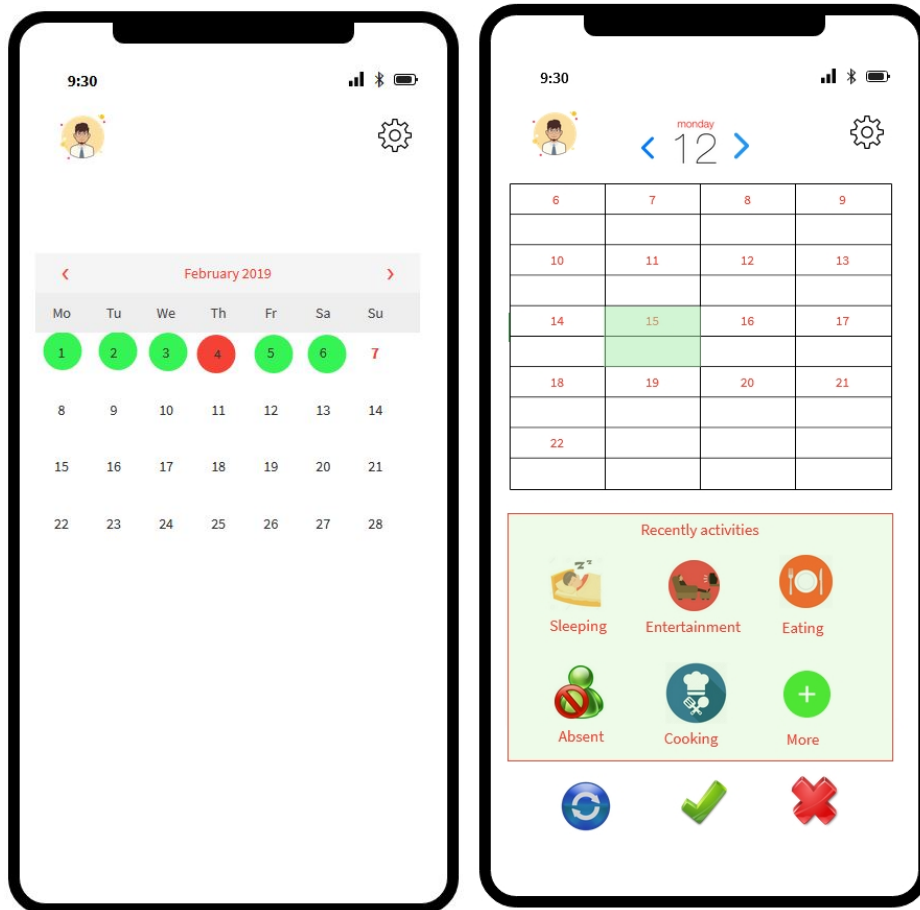 9:30
February 2019
Mo Tu We Th Fr Sa Su
1 2 3 4 5 6 7
8 9 10 11 12 13 14
15 16 17 18 19 20 21
22 23 24 25 26 27 28
9:30
monday
12
6 7 8 9
10 11 12 13
14 15 16 17
18 19 20 21
22
Recently activities
Sleeping Entertainment Eating
Absent Cooking More